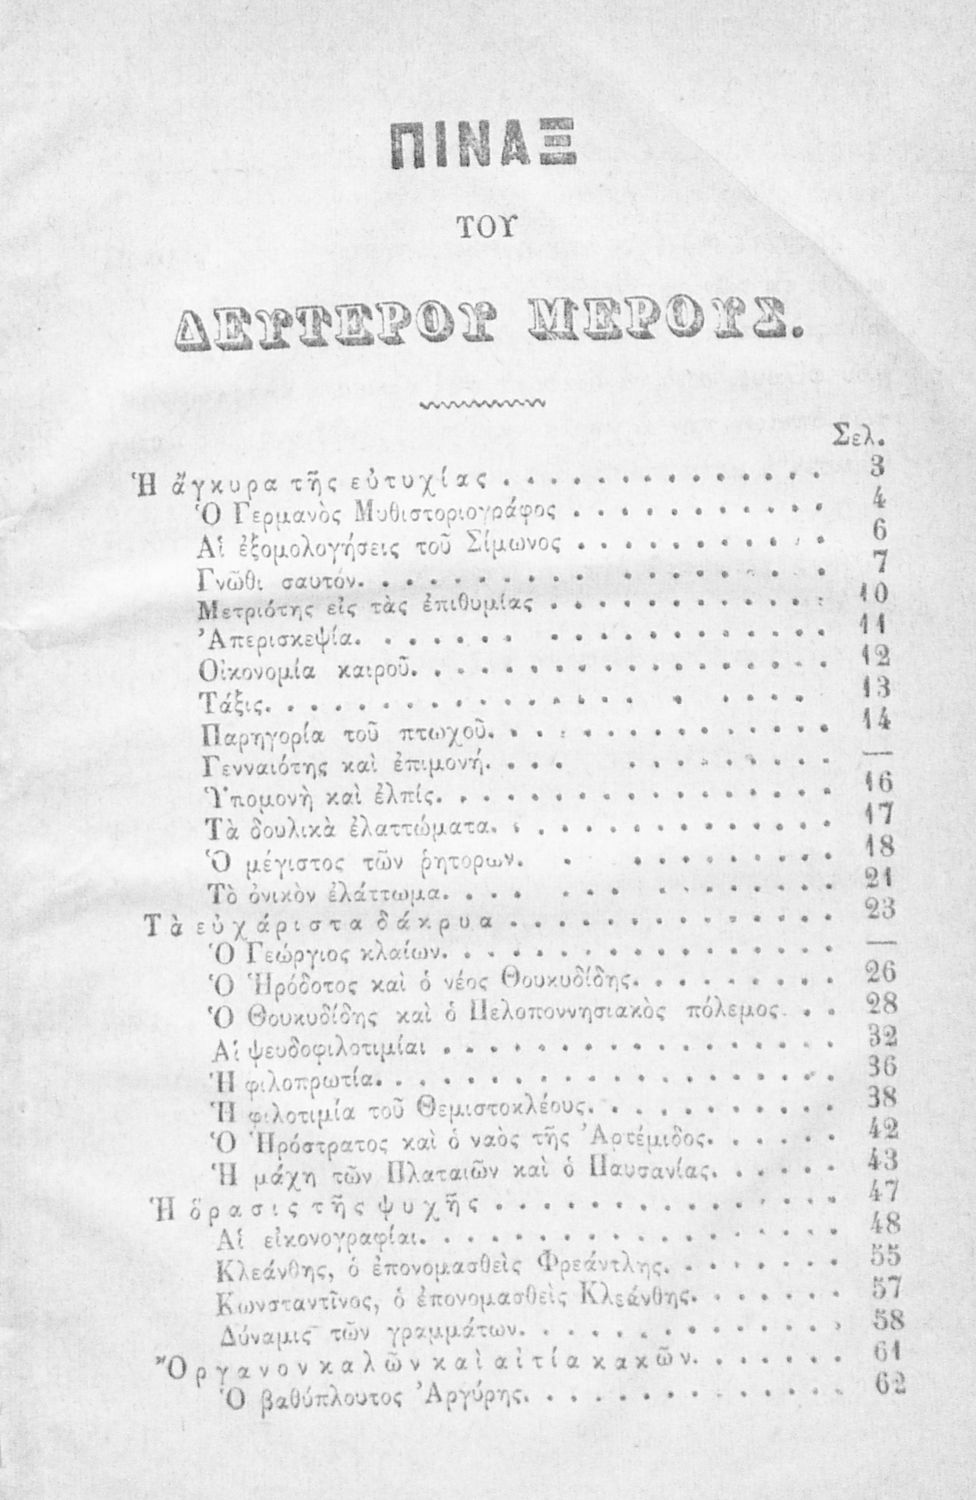 ΠΙΝΑΞ
ΤΟΥ
ΔΕΥΤΕΡΟΥ ΜΕΡΟΥΣ.
Σελ.
Ἡ ἄγκυρα τῆς εὐτυχίας . . . . . . . . . . . . . . 3
Ὁ Γερμανὸς Μυθιστοριογράφος . . . . . . . . . . . 4
Αἱ ἐξομολογήσεις τοῦ Σίμωνος . . . . . . . . . . . 6
Γνῶθι σαυτόν. . . . . . . . . . . . . . . . . . . 7
Μετριότης εἰς τὰς ἐπιθυμίας . . . . . . . . . . . . 10
Ἀπερισκεψία. . . . . . . . . . . . . . . . . . . 11
Οἰκονομία καιροῦ. . . . . . . . . . . . . . . . . . 12
Τάξις. . . . . . . . . . . . . . . . . . . . . 13
Παρηγορία τοῦ πτωχοῦ. . . . . . . . . . . . . . . 14
Γενναιότης καὶ ἐπιμονή. . . . . . . . . . . . . —
Ὑπομονὴ καὶ ἐλπίς. . . . . . . . . . . . . . . . . 16
Τὰ δουλικὰ ἐλαττώματα. . . . . . . . . . . . . . 17
Ὁ μέγιστος τῶν ῥητορων. . . . . . . . . . . 18
Τὸ ὀνικὸν ἐλάττωμα. . . . . . . . . . . . . . . 21
Τὰ εὐχάριστα δάκρυα . . . . . . . . . . . . . . 23
Ὁ Γεώργιος κλαίων. . . . . . . . . . . . . . . . . —
Ὁ Ἡρόδοτος καὶ ὁ νέος Θουκυδίδης. . . . . . . . . 26
Ὁ Θουκυδίδης καὶ ὁ Πελοποννησιακὸς πόλεμος . . . 28
Αἱ ψευδοφιλοτιμίαι . . . . . . . . . . . . . . . . . 32
Ἡ φιλοπρωτία. . . . . . . . . . . . . . . . . . . . 36
Ἡ φιλοτιμία τοῦ Θεμιστοκλέους. . . . . . . . . . . 38
Ὁ Ἡρόστρατος καὶ ὁ ναὸς τῆς Ἀρτέμιδος. . . . . . 42
Ἡ μάχη τῶν Πλαταιῶν καὶ ὁ Παυσανίας. . . . . . 43
Ἡ ὅρασις τῆς ψυχῆς . . . . . . . . . . . . . . . 47
Αἱ εἰκονογραφίαι. . . . . . . . . . . . . . . . . . 48
Κλεάνθης, ὁ ἐπονομασθεὶς Φρεάντλης. . . . . . . . 55
Κωνσταντῖνος, ὁ ἐπονομασθεὶς Κλεάνθης. . . . . . . 57
Δύναμις τῶν γραμμάτων. . . . . . . . . . . . . . 58
Ὄργανον καλῶν καὶ αἰτία κακῶν. . . . . . . 61
Ὁ βαθύπλουτος Ἀργύρης. . . . . . . . . . . . . . 62